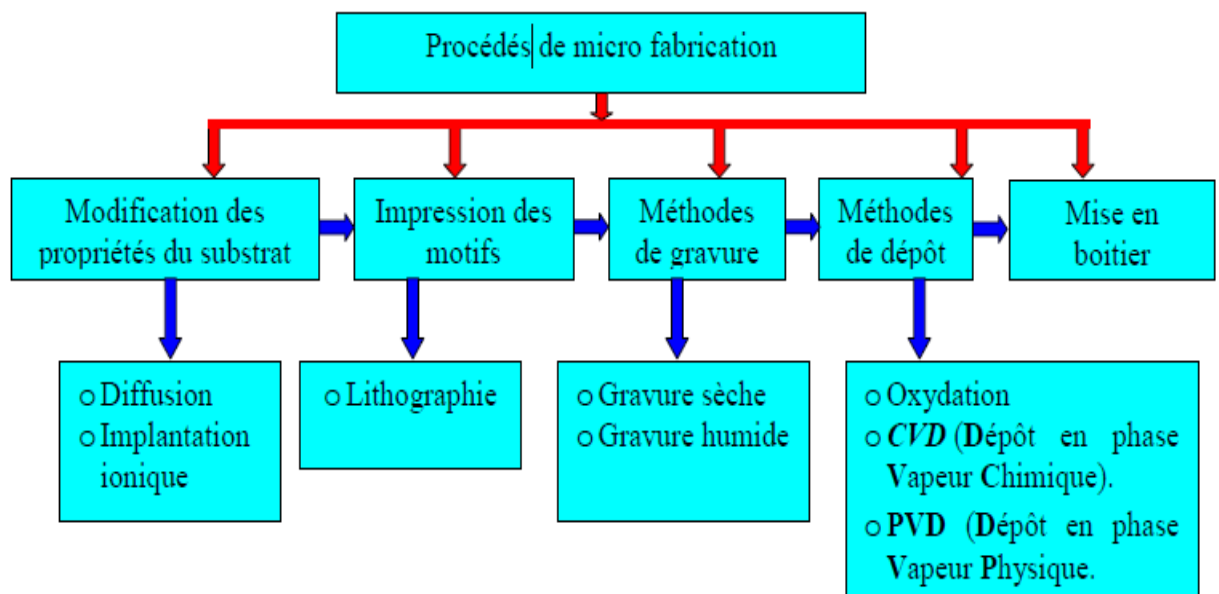 Procédés de micro fabrication
Modification des
propriétés du substrat
Impression des
motifs
Méthodes
de gravure
Méthodes
de dépôt
Mise en
boitier
o Diffusion
o Implantation
ionique
o Lithographie
o Gravure sèche
o Gravure humide
o Oxydation
o CVD (Dépôt en phase
Vapeur Chimique).
o PVD (Dépôt en phase
Vapeur Physique.